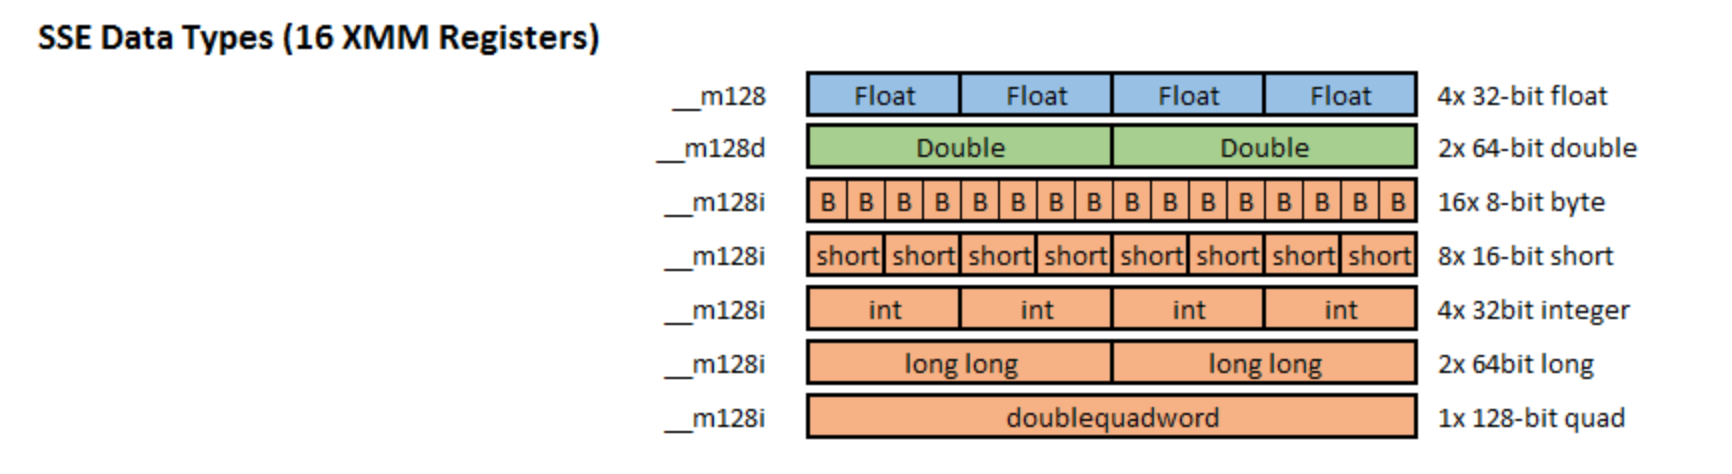 SSE Data Types (16 XMM Registers)
__m128 Float Float Float Float 4x 32-bit float
__m128d Double Double 2x 64-bit double
__m128i B B B B B B B B B B B B B B B B 16x 8-bit byte
__m128i short short short short short short short short 8x 16-bit short
__m128i int int int int 4x 32bit integer
__m128i long long long long 2x 64bit long
__m128i doublequadword 1x 128-bit quad